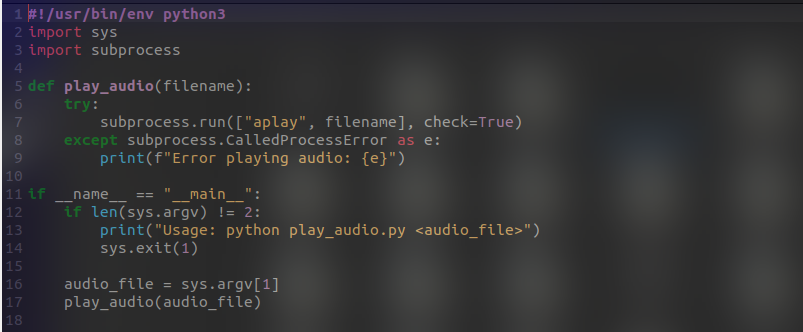 1 #!/usr/bin/env python3
2 import sys
3 import subprocess
4
5 def play_audio(filename):
6     try:
7         subprocess.run(["aplay", filename], check=True)
8     except subprocess.CalledProcessError as e:
9         print(f"Error playing audio: {e}")
10
11 if __name__ == "__main__":
12     if len(sys.argv) != 2:
13         print("Usage: python play_audio.py <audio_file>")
14         sys.exit(1)
15
16     audio_file = sys.argv[1]
17     play_audio(audio_file)
18